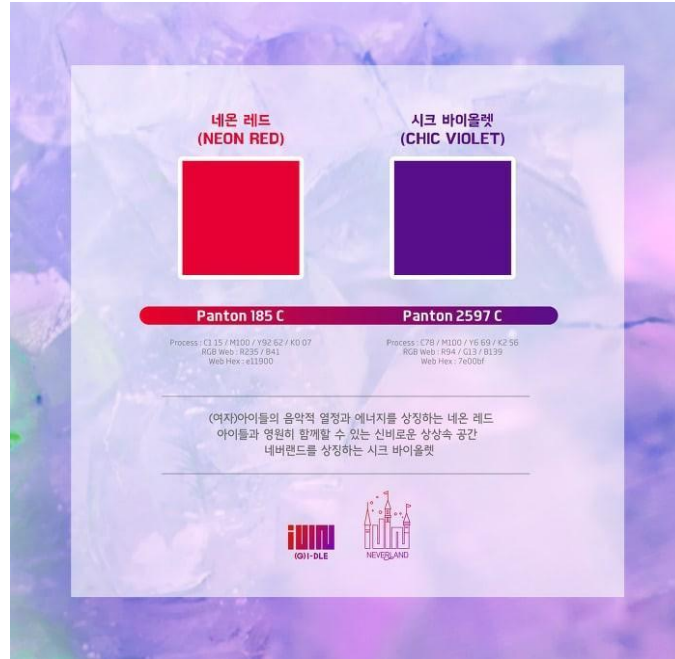 네온 레드
(NEON RED)
시크 바이올렛
(CHIC VIOLET)
Panton 185 C
Panton 2597 C
Process : C1 15 / M100 / Y92 62 / K0 07
RGB Web : R235 / B41
Web Hex : e11900
Process : C78 / M100 / Y6 69 / K2 56
RGB Web : R94 / G13 / B139
Web Hex : 7e00bf
(여자)아이들의 음악적 열정과 에너지를 상징하는 네온 레드
아이들과 영원히 함께할 수 있는 신비로운 상상속 공간
네버랜드를 상징하는 시크 바이올렛
(G)I-DLE
NEVERLAND